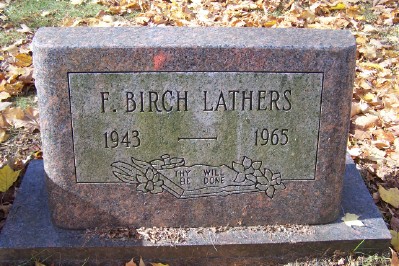 F. BIRCH LATHERS
1943 — 1965
THY WILL
BE DONE